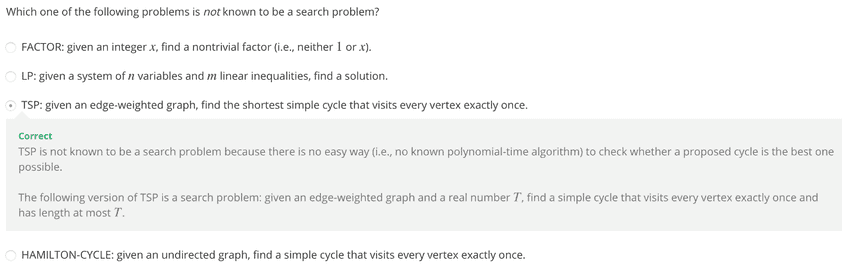 Which one of the following problems is not known to be a search problem?
FACTOR: given an integer x, find a nontrivial factor (i.e., neither 1 or x).
LP: given a system of n variables and m linear inequalities, find a solution.
TSP: given an edge-weighted graph, find the shortest simple cycle that visits every vertex exactly once.
Correct
TSP is not known to be a search problem because there is no easy way (i.e., no known polynomial-time algorithm) to check whether a proposed cycle is the best one
possible.
The following version of TSP is a search problem: given an edge-weighted graph and a real number T, find a simple cycle that visits every vertex exactly once and
has length at most T.
HAMILTON-CYCLE: given an undirected graph, find a simple cycle that visits every vertex exactly once.